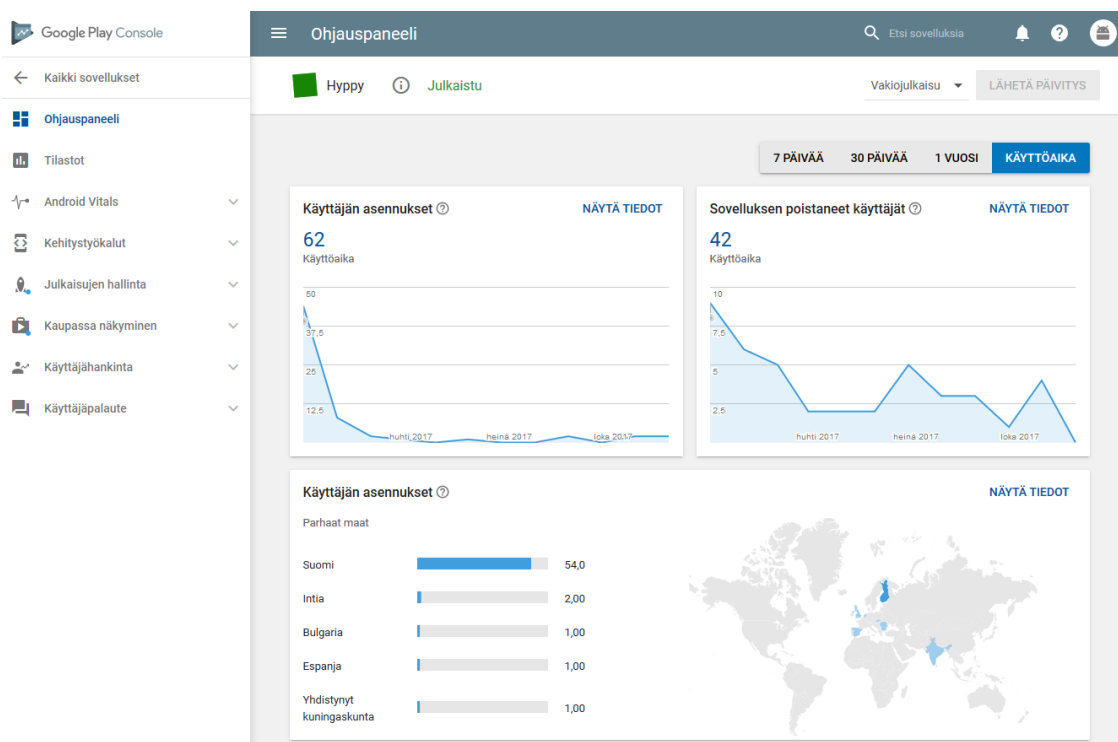 Google Play Console
Ohjauspaneeli
Etsi sovelluksia
Kaikki sovellukset
Hyppy
Julkaistu
Vakiojulkaisu
LÄHETÄ PÄIVITYS
Ohjauspaneeli
Tilastot
Android Vitals
Kehitystyökalut
Julkaisujen hallinta
Kaupassa näkyminen
Käyttäjähankinta
Käyttäjäpalaute
7 PÄIVÄÄ
30 PÄIVÄÄ
1 VUOSI
KÄYTTÖAIKA
Käyttäjän asennukset
NÄYTÄ TIEDOT
62
Käyttöaika
50
37,5
25
12,5
huhti 2017
heinä 2017
loka 2017
Sovelluksen poistaneet käyttäjät
NÄYTÄ TIEDOT
42
Käyttöaika
10
7,5
5
2,5
huhti 2017
heinä 2017
loka 2017
Käyttäjän asennukset
NÄYTÄ TIEDOT
Parhaat maat
Suomi 54,0
Intia 2,00
Bulgaria 1,00
Espanja 1,00
Yhdistynyt
kuningaskunta 1,00